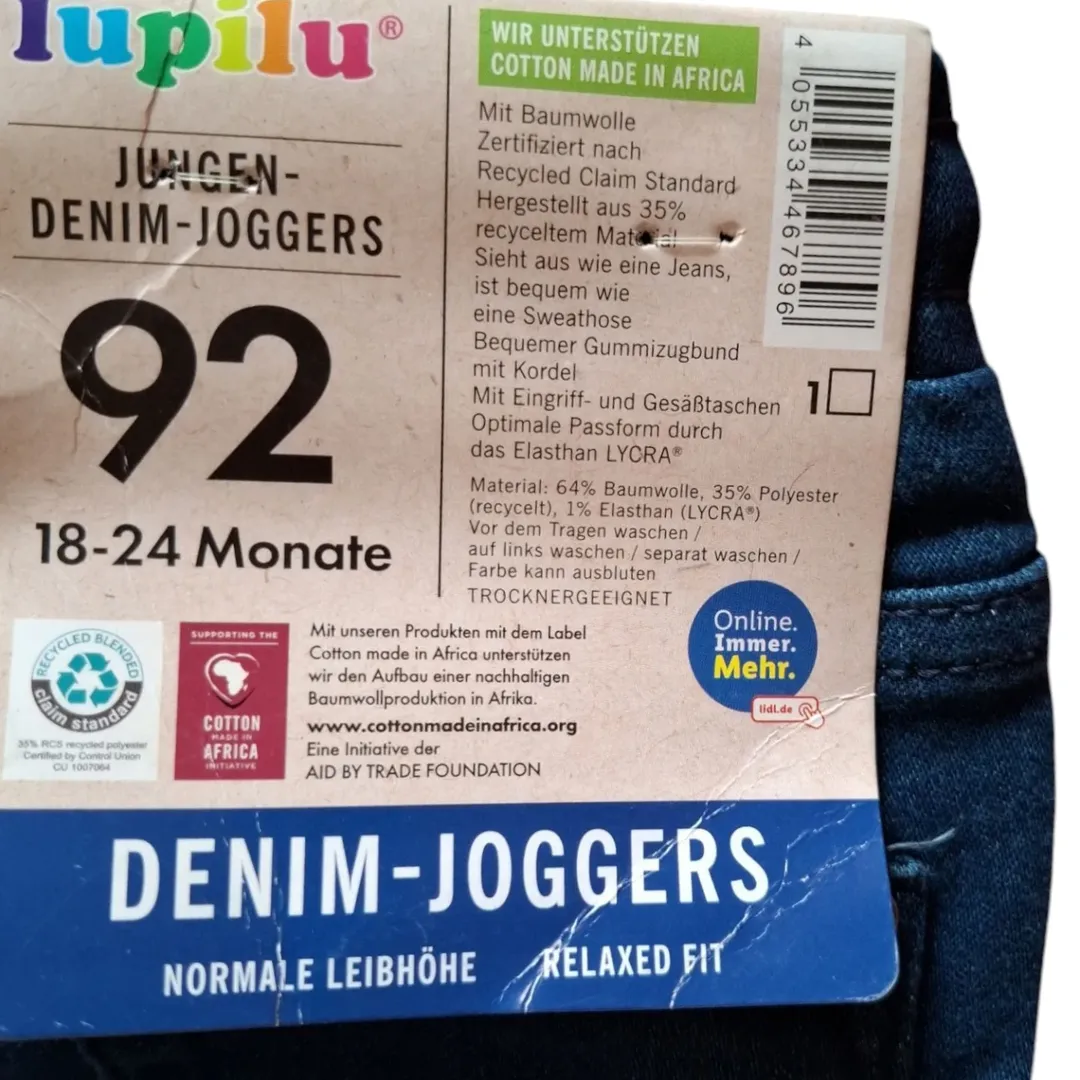 lupilu®
JUNGEN-
DENIM-JOGGERS
92
18-24 Monate
WIR UNTERSTÜTZEN
COTTON MADE IN AFRICA
Mit Baumwolle
Zertifiziert nach
Recycled Claim Standard
Hergestellt aus 35%
recyceltem Material
Sieht aus wie eine Jeans,
ist bequem wie
eine Sweathose
Bequemer Gummizugbund
mit Kordel
Mit Eingriff- und Gesäßtaschen
Optimale Passform durch
das Elasthan LYCRA®
Material: 64% Baumwolle, 35% Polyester
(recycelt), 1% Elasthan (LYCRA®)
Vor dem Tragen waschen /
auf links waschen / separat waschen /
Farbe kann ausbluten
TROCKNERGEEIGNET
4 055334 467896
1
RECYCLED BLENDED
claim standard
35% RCS recycled polyester
Certified by Control Union
CU 1007064
SUPPORTING THE
COTTON
MADE IN
AFRICA
INITIATIVE
Mit unseren Produkten mit dem Label
Cotton made in Africa unterstützen
wir den Aufbau einer nachhaltigen
Baumwollproduktion in Afrika.
www.cottonmadeinafrica.org
Eine Initiative der
AID BY TRADE FOUNDATION
Online.
Immer.
Mehr.
lidl.de
DENIM-JOGGERS
NORMALE LEIBHÖHE RELAXED FIT